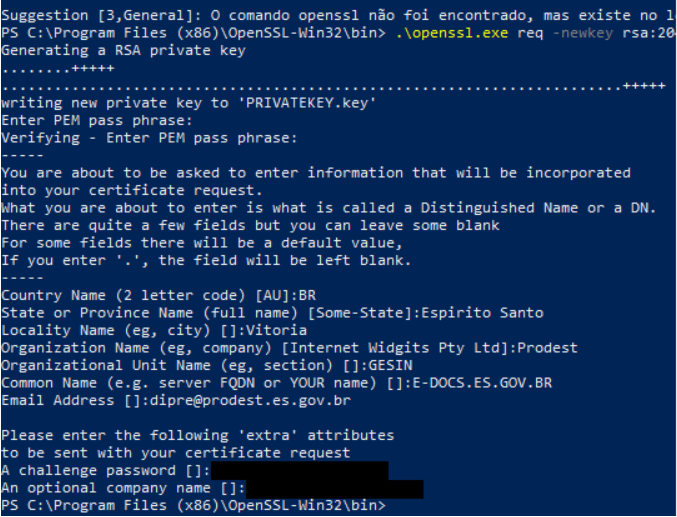 Suggestion [3,General]: O comando openssl não foi encontrado, mas existe no l
PS C:\Program Files (x86)\OpenSSL-Win32\bin> .\openssl.exe req -newkey rsa:20
Generating a RSA private key
........+++++
.......................................................................+++++
writing new private key to 'PRIVATEKEY.key'
Enter PEM pass phrase:
Verifying - Enter PEM pass phrase:
-----
You are about to be asked to enter information that will be incorporated
into your certificate request.
What you are about to enter is what is called a Distinguished Name or a DN.
There are quite a few fields but you can leave some blank
For some fields there will be a default value,
If you enter '.', the field will be left blank.
-----
Country Name (2 letter code) [AU]:BR
State or Province Name (full name) [Some-State]:Espirito Santo
Locality Name (eg, city) []:Vitoria
Organization Name (eg, company) [Internet Widgits Pty Ltd]:Prodest
Organizational Unit Name (eg, section) []:GESIN
Common Name (e.g. server FQDN or YOUR name) []:E-DOCS.ES.GOV.BR
Email Address []:dipre@prodest.es.gov.br

Please enter the following 'extra' attributes
to be sent with your certificate request
A challenge password []:
An optional company name []:
PS C:\Program Files (x86)\OpenSSL-Win32\bin>